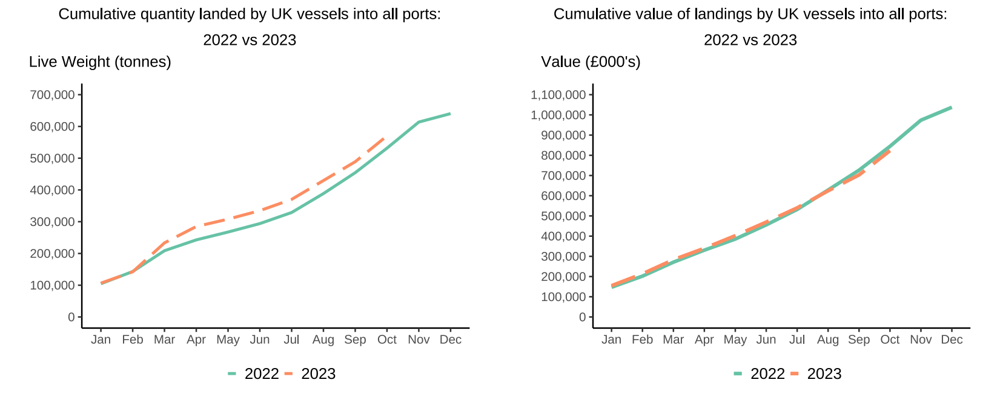 Cumulative quantity landed by UK vessels into all ports:
2022 vs 2023
Live Weight (tonnes)
700,000
600,000
500,000
400,000
300,000
200,000
100,000
0
Jan Feb Mar Apr May Jun Jul Aug Sep Oct Nov Dec
2022 2023
Cumulative value of landings by UK vessels into all ports:
2022 vs 2023
Value (£000's)
1,100,000
1,000,000
900,000
800,000
700,000
600,000
500,000
400,000
300,000
200,000
100,000
0
Jan Feb Mar Apr May Jun Jul Aug Sep Oct Nov Dec
2022 2023